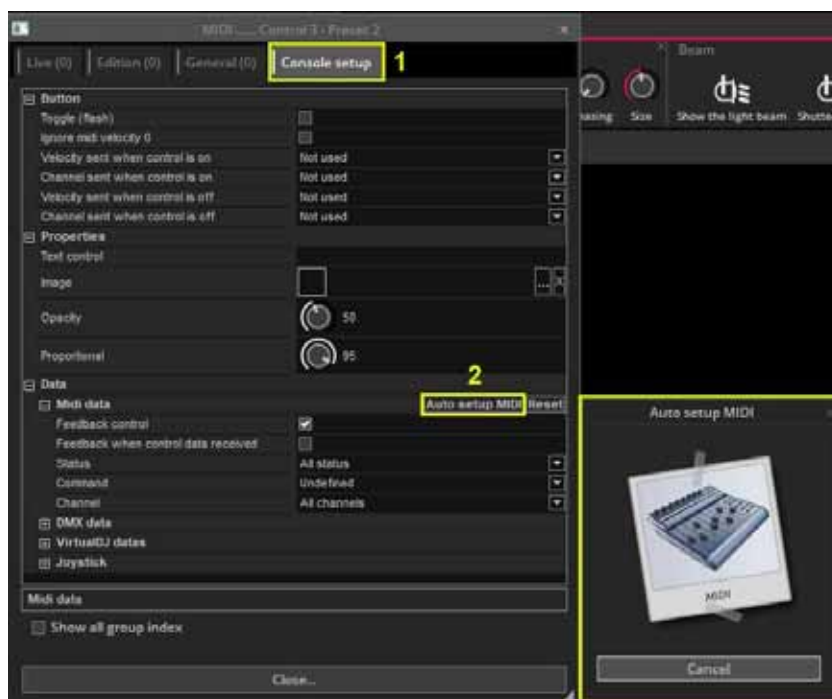 MIDI ..... Control 3 - Preset 2
Live (0) Edition (0) General (0) Console setup 1
Button
Toggle (flash)
Ignore midi velocity 0
Velocity sent when control is on Not used
Channel sent when control is on Not used
Velocity sent when control is off Not used
Channel sent when control is off Not used
Properties
Text control
Image ... X
Opacity 50
Proportional 95
2
Data
Midi data Auto setup MIDI Reset
Feedback control
Feedback when control data received
Status All status
Command Undefined
Channel All channels
DMX data
VirtualDJ datas
Joystick
Midi data
Show all group index
Close...
Beam
Size Show the light beam
Auto setup MIDI
MIDI
Cancel